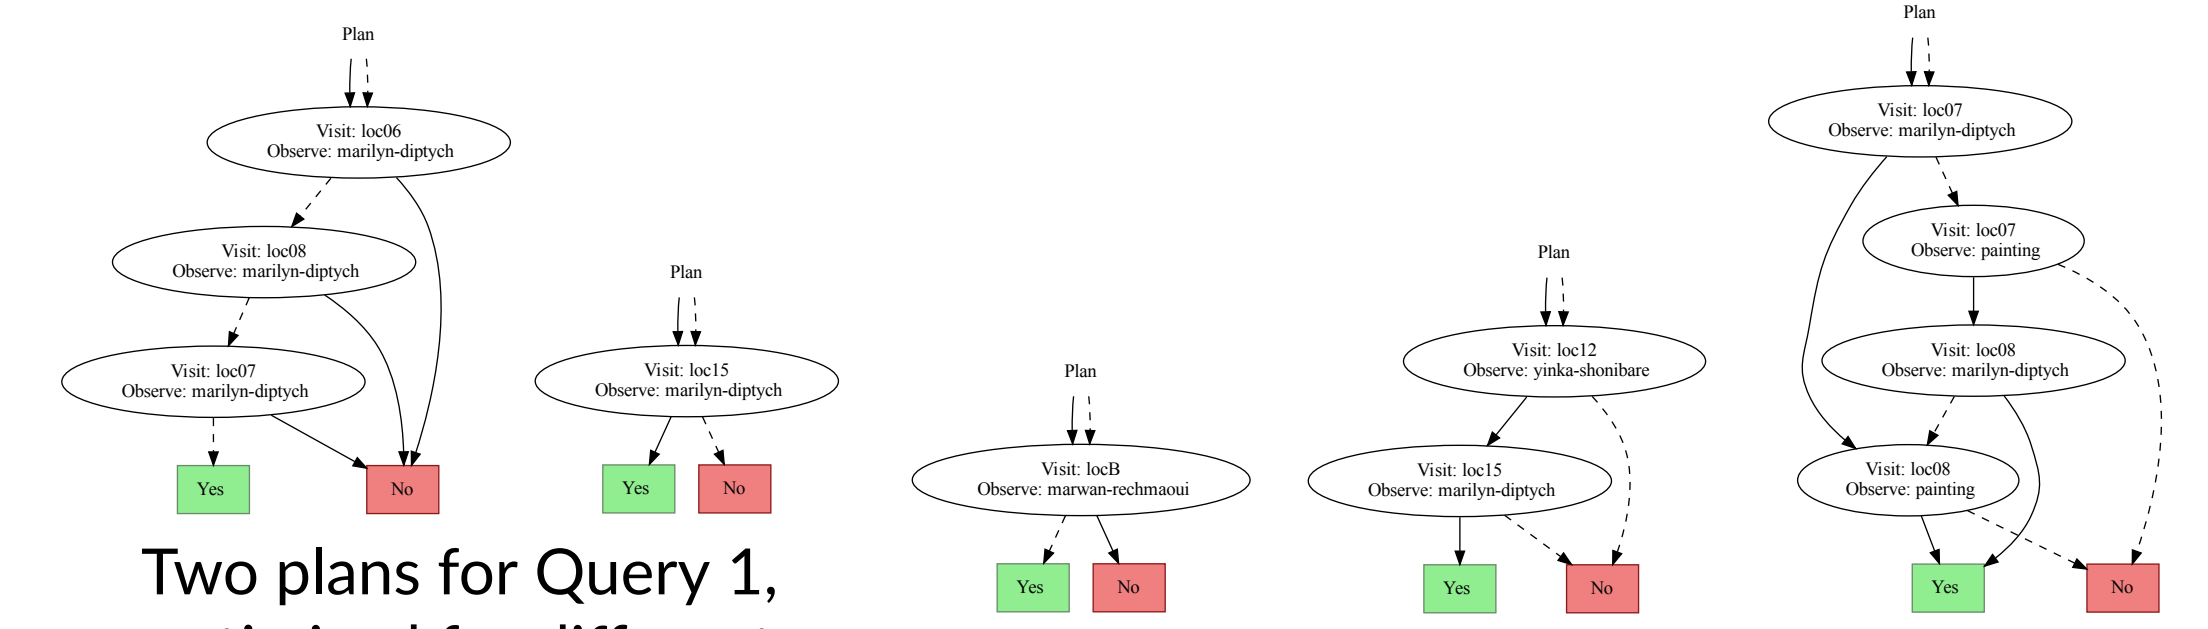 Plan
Visit: loc06
Observe: marilyn-diptych
Visit: loc08
Observe: marilyn-diptych
Visit: loc07
Observe: marilyn-diptych
Yes
No
Plan
Visit: loc15
Observe: marilyn-diptych
Yes
No
Two plans for Query 1,
Plan
Visit: locB
Observe: marwan-rechmaoui
Yes
No
Plan
Visit: loc12
Observe: yinka-shonibare
Visit: loc15
Observe: marilyn-diptych
Yes
No
Plan
Visit: loc07
Observe: marilyn-diptych
Visit: loc07
Observe: painting
Visit: loc08
Observe: marilyn-diptych
Visit: loc08
Observe: painting
Yes
No